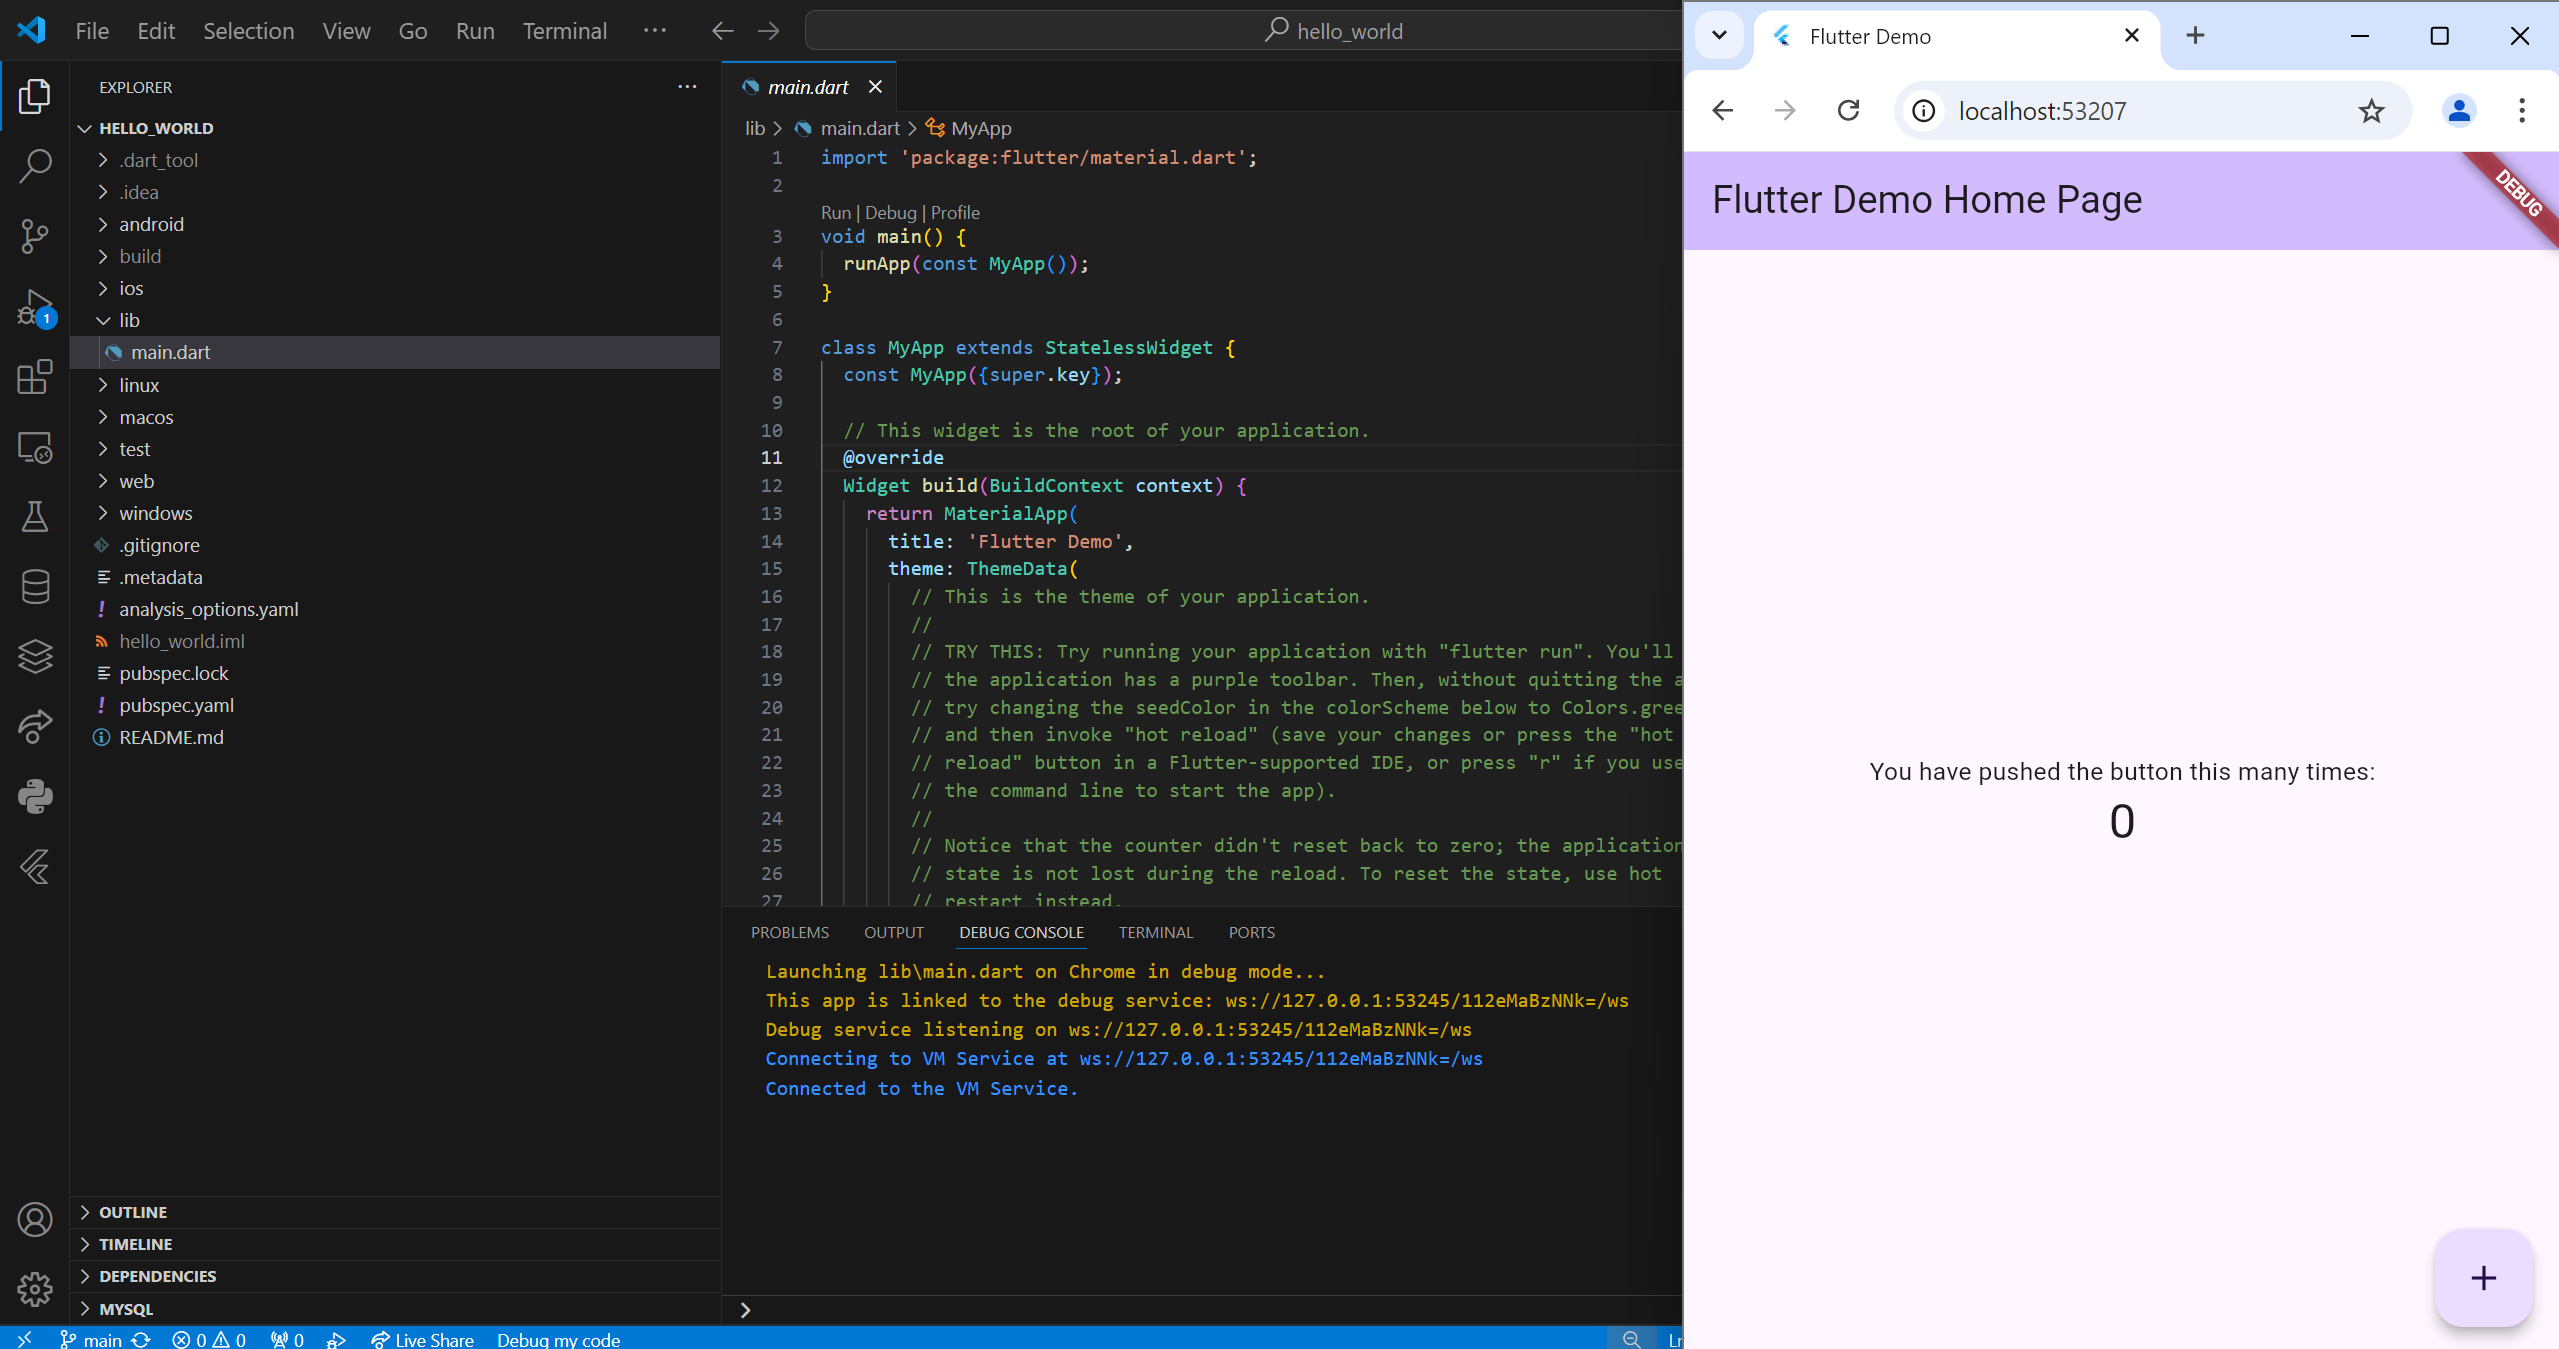 File Edit Selection View Go Run Terminal ··· hello_world
EXPLORER
HELLO_WORLD
.dart_tool
.idea
android
build
ios
lib
main.dart
linux
macos
test
web
windows
.gitignore
.metadata
analysis_options.yaml
hello_world.iml
pubspec.lock
pubspec.yaml
README.md
OUTLINE
TIMELINE
DEPENDENCIES
MYSQL
1
main.dart
lib > main.dart > MyApp
1 import 'package:flutter/material.dart';
2
Run | Debug | Profile
3 void main() {
4 runApp(const MyApp());
5 }
6
7 class MyApp extends StatelessWidget {
8 const MyApp({super.key});
9
10 // This widget is the root of your application.
11 @override
12 Widget build(BuildContext context) {
13 return MaterialApp(
14 title: 'Flutter Demo',
15 theme: ThemeData(
16 // This is the theme of your application.
17 //
18 // TRY THIS: Try running your application with "flutter run". You'll
19 // the application has a purple toolbar. Then, without quitting the a
20 // try changing the seedColor in the colorScheme below to Colors.gree
21 // and then invoke "hot reload" (save your changes or press the "hot
22 // reload" button in a Flutter-supported IDE, or press "r" if you use
23 // the command line to start the app).
24 //
25 // Notice that the counter didn't reset back to zero; the application
26 // state is not lost during the reload. To reset the state, use hot
27 // restart instead.
PROBLEMS OUTPUT DEBUG CONSOLE TERMINAL PORTS
Launching lib\main.dart on Chrome in debug mode...
This app is linked to the debug service: ws://127.0.0.1:53245/112eMaBzNNk=/ws
Debug service listening on ws://127.0.0.1:53245/112eMaBzNNk=/ws
Connecting to VM Service at ws://127.0.0.1:53245/112eMaBzNNk=/ws
Connected to the VM Service.
main 0 0 0 Live Share Debug my code Ln
Flutter Demo
localhost:53207
Flutter Demo Home Page
DEBUG
You have pushed the button this many times:
0